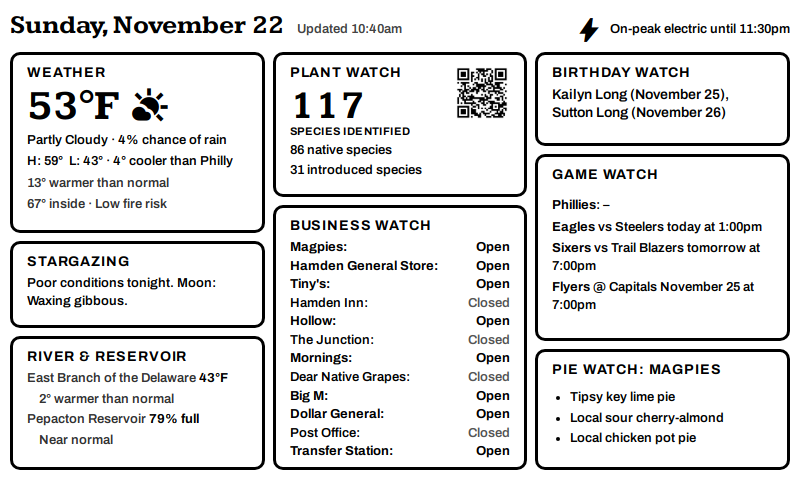 Sunday, November 22
Updated 10:40am
On-peak electric until 11:30pm
WEATHER
53°F
Partly Cloudy · 4% chance of rain
H: 59° L: 43° · 4° cooler than Philly
13° warmer than normal
67° inside · Low fire risk
STARGAZING
Poor conditions tonight. Moon:
Waxing gibbous.
RIVER & RESERVOIR
East Branch of the Delaware 43°F
2° warmer than normal
Pepacton Reservoir 79% full
Near normal
PLANT WATCH
117
SPECIES IDENTIFIED
86 native species
31 introduced species
BUSINESS WATCH
Magpies: Open
Hamden General Store: Open
Tiny's: Open
Hamden Inn: Closed
Hollow: Open
The Junction: Closed
Mornings: Open
Dear Native Grapes: Closed
Big M: Open
Dollar General: Open
Post Office: Closed
Transfer Station: Open
BIRTHDAY WATCH
Kailyn Long (November 25),
Sutton Long (November 26)
GAME WATCH
Phillies: –
Eagles vs Steelers today at 1:00pm
Sixers vs Trail Blazers tomorrow at
7:00pm
Flyers @ Capitals November 25 at
7:00pm
PIE WATCH: MAGPIES
• Tipsy key lime pie
• Local sour cherry-almond
• Local chicken pot pie